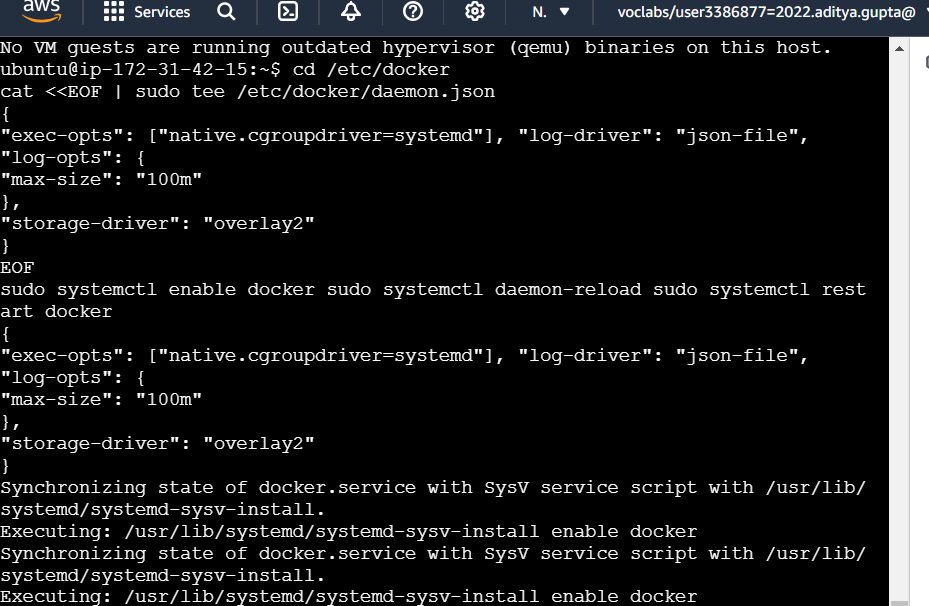 aws Services N. voclabs/user3386877=2022.aditya.gupta@
No VM guests are running outdated hypervisor (qemu) binaries on this host.
ubuntu@ip-172-31-42-15:~$ cd /etc/docker
cat <<EOF | sudo tee /etc/docker/daemon.json
{
"exec-opts": ["native.cgroupdriver=systemd"], "log-driver": "json-file",
"log-opts": {
"max-size": "100m"
},
"storage-driver": "overlay2"
}
EOF
sudo systemctl enable docker sudo systemctl daemon-reload sudo systemctl rest
art docker
{
"exec-opts": ["native.cgroupdriver=systemd"], "log-driver": "json-file",
"log-opts": {
"max-size": "100m"
},
"storage-driver": "overlay2"
}
Synchronizing state of docker.service with SysV service script with /usr/lib/
systemd/systemd-sysv-install.
Executing: /usr/lib/systemd/systemd-sysv-install enable docker
Synchronizing state of docker.service with SysV service script with /usr/lib/
systemd/systemd-sysv-install.
Executing: /usr/lib/systemd/systemd-sysv-install enable docker